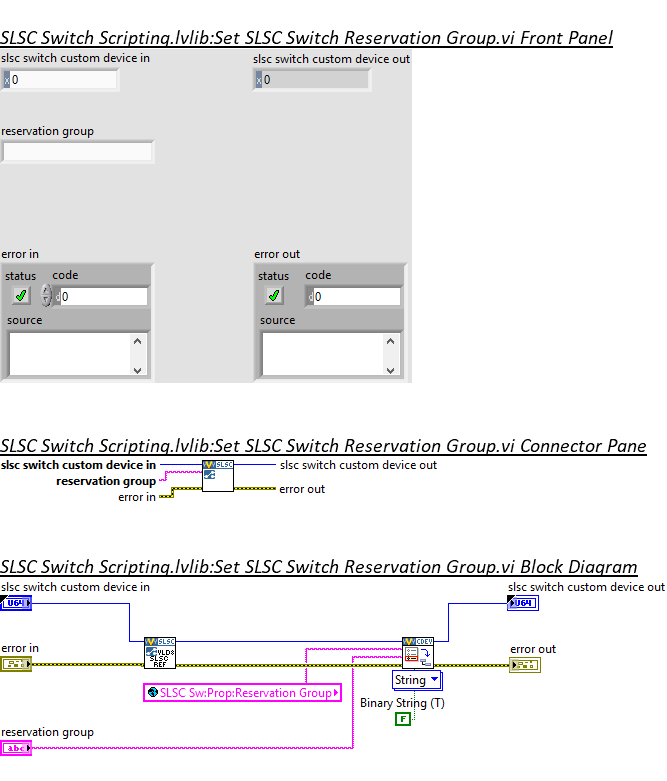 SLSC Switch Scripting.lvlib:Set SLSC Switch Reservation Group.vi Front Panel
slsc switch custom device in
slsc switch custom device out
x 0
x 0
reservation group
error in
error out
status code
status code
d 0
d 0
source
source
SLSC Switch Scripting.lvlib:Set SLSC Switch Reservation Group.vi Connector Pane
slsc switch custom device in
SLSC
slsc switch custom device out
reservation group
error in
error out
SLSC Switch Scripting.lvlib:Set SLSC Switch Reservation Group.vi Block Diagram
slsc switch custom device in
slsc switch custom device out
U64
U64
error in
SLSC
VLD8
SLSC
REF
CDEV
error out
String
SLSC Sw:Prop:Reservation Group
Binary String (T)
F
reservation group
abc